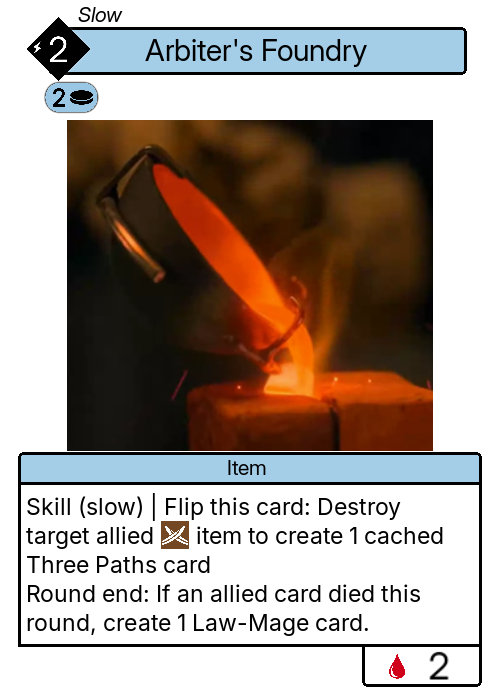 Slow
2
Arbiter's Foundry
2
Item
Skill (slow) | Flip this card: Destroy
target allied item to create 1 cached
Three Paths card
Round end: If an allied card died this
round, create 1 Law-Mage card.
2